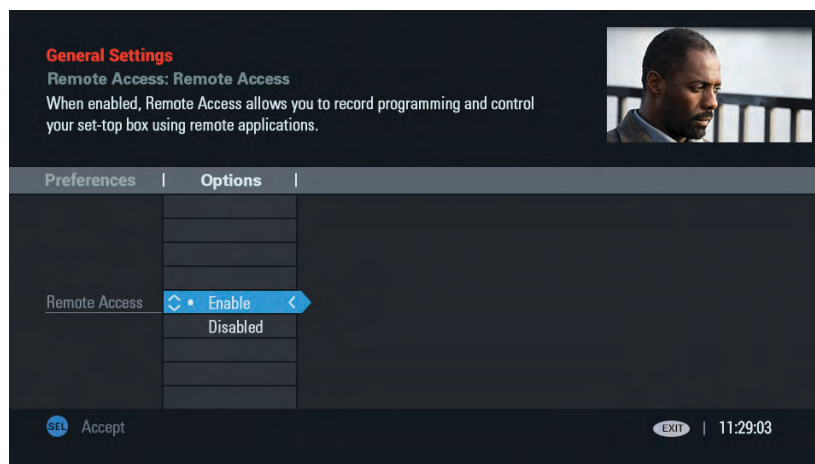 General Settings
Remote Access: Remote Access
When enabled, Remote Access allows you to record programming and control
your set-top box using remote applications.
Preferences | Options |
Remote Access • Enable
Disabled
SEL Accept
EXIT | 11:29:03